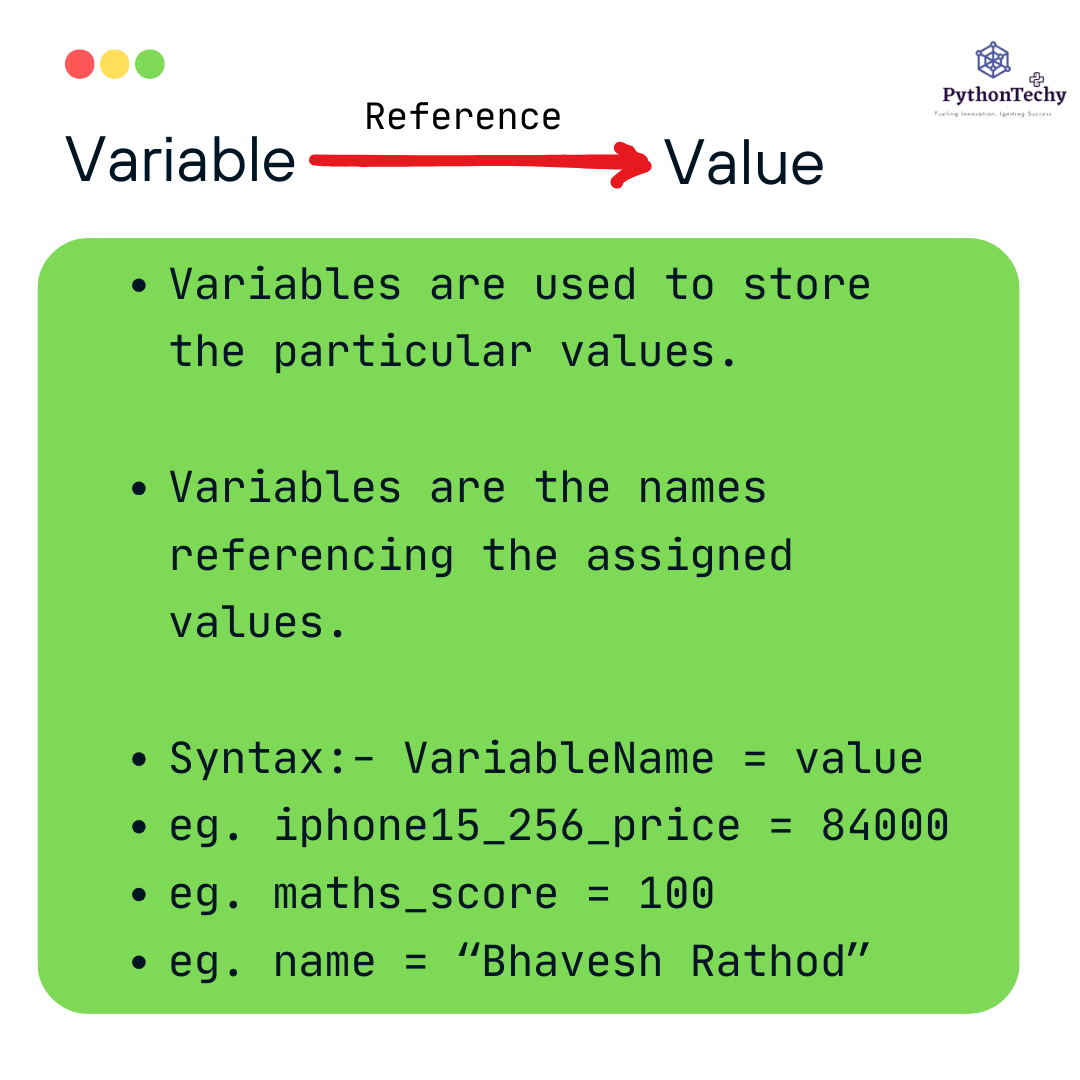 PythonTechy
Fueling Innovation, Igniting Success
Reference
Variable
Value
• Variables are used to store
the particular values.
• Variables are the names
referencing the assigned
values.
• Syntax:- VariableName = value
• eg. iphone15_256_price = 84000
• eg. maths_score = 100
• eg. name = “Bhavesh Rathod”